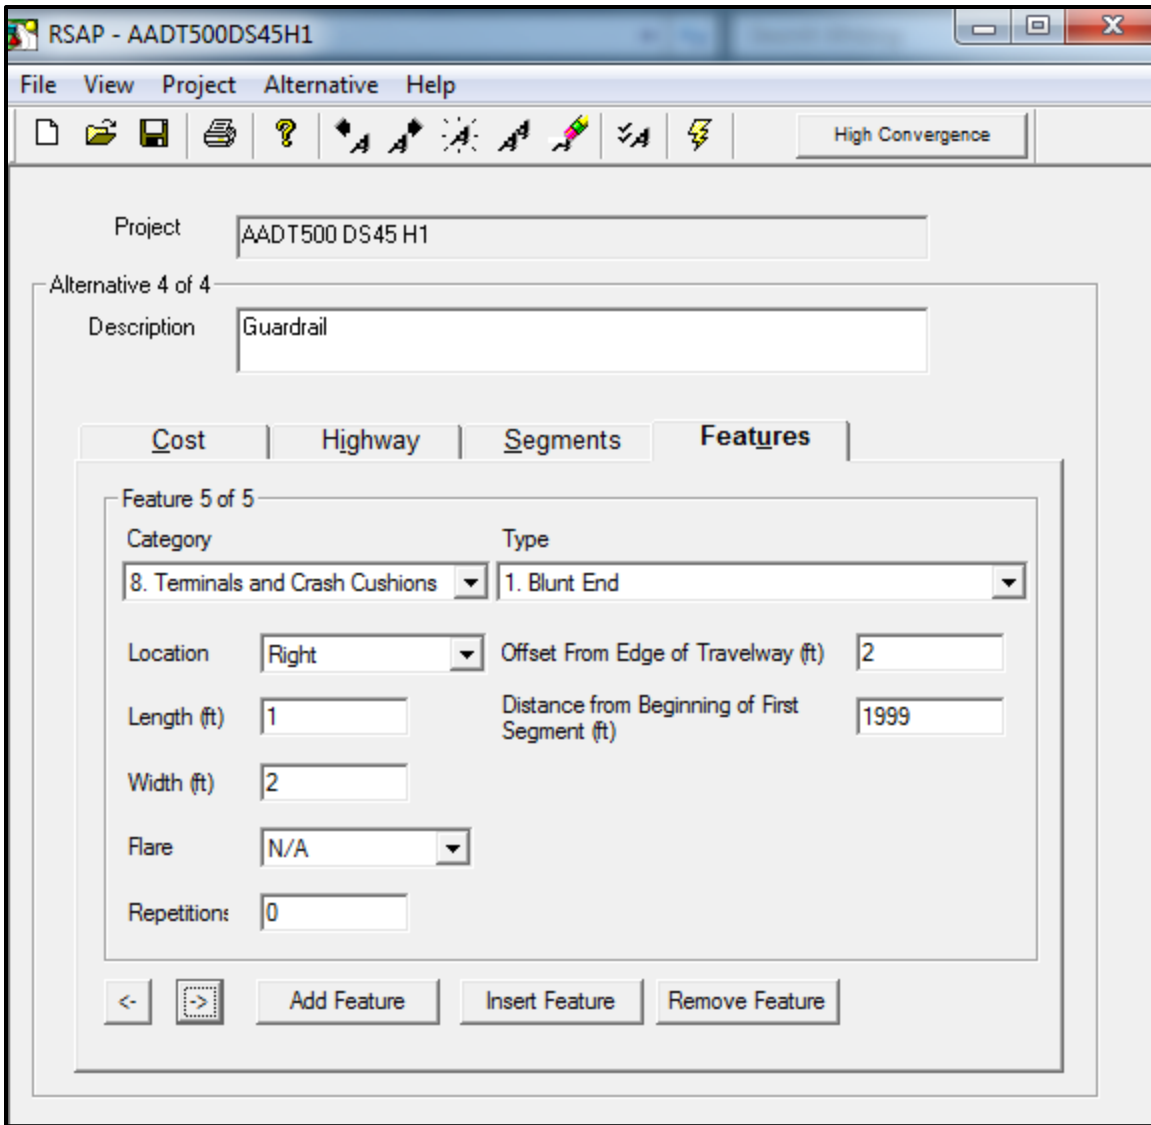 RSAP - AADT500DS45H1
File View Project Alternative Help
High Convergence
Project AADT500 DS45 H1
Alternative 4 of 4
Description Guardrail
Cost Highway Segments Features
Feature 5 of 5
Category Type
8. Terminals and Crash Cushions 1. Blunt End
Location Right Offset From Edge of Travelway (ft) 2
Length (ft) 1 Distance from Beginning of First
Segment (ft) 1999
Width (ft) 2
Flare N/A
Repetitions 0
<- -> Add Feature Insert Feature Remove Feature